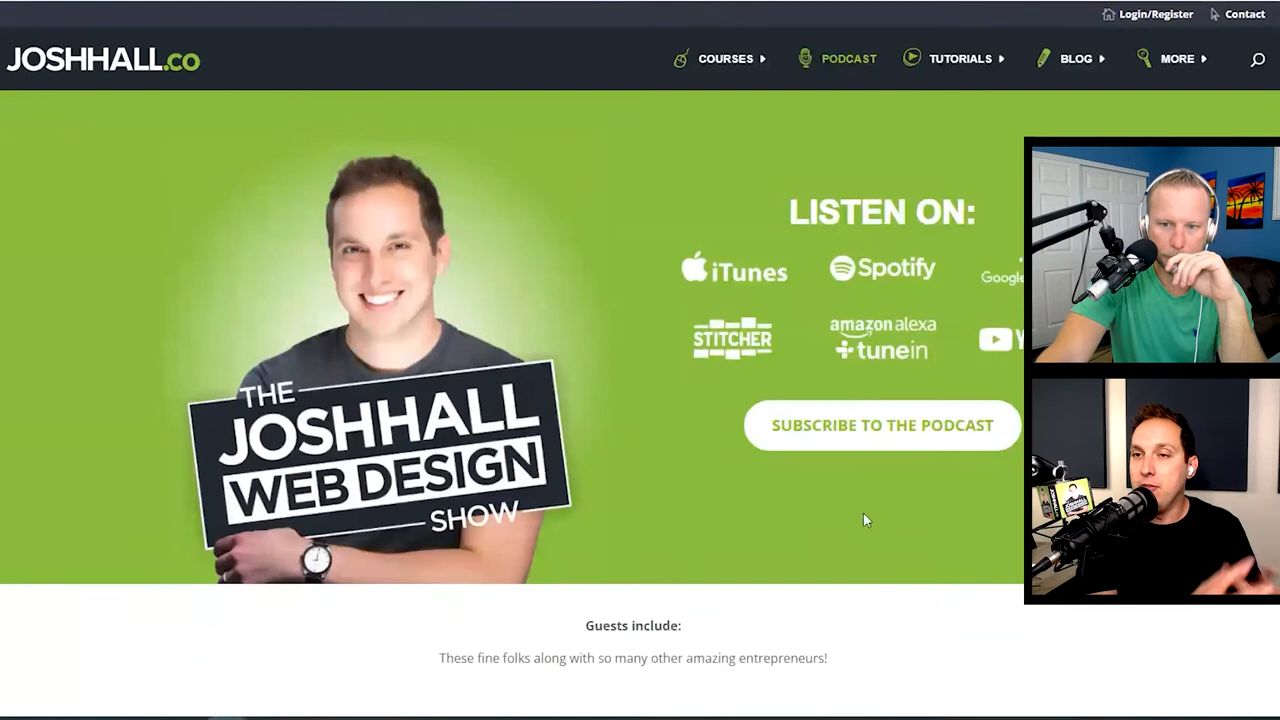 Login/Register
Contact
JOSHHALL.co
COURSES
PODCAST
TUTORIALS
BLOG
MORE
LISTEN ON:
iTunes
Spotify
Google
STITCHER
amazon alexa
tunein
SUBSCRIBE TO THE PODCAST
THE
JOSHHALL
WEB DESIGN
SHOW
Guests include:
These fine folks along with so many other amazing entrepreneurs!